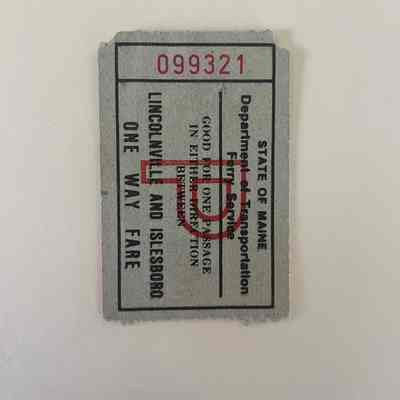 099321
STATE OF MAINE
Department of Transportation
Ferry Service
GOOD FOR ONE PASSAGE
IN EITHER DIRECTION
BETWEEN
LINCOLNVILLE AND ISLESBORO
ONE WAY FARE
P